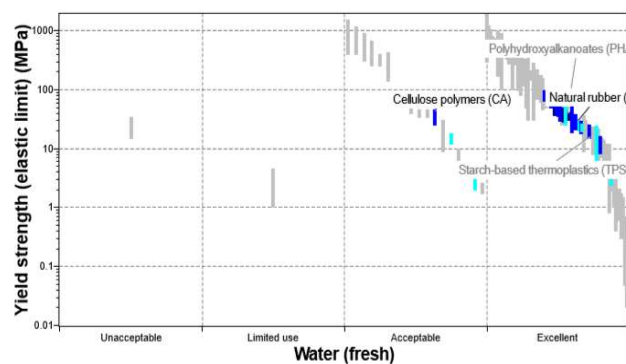 Yield strength (elastic limit) (MPa)
1000
100
10
1
0.1
0.01
Polyhydroxyalkanoates (PHA
Cellulose polymers (CA)
Natural rubber (
Starch-based thermoplastics (TPS
Unacceptable
Limited use
Acceptable
Excellent
Water (fresh)